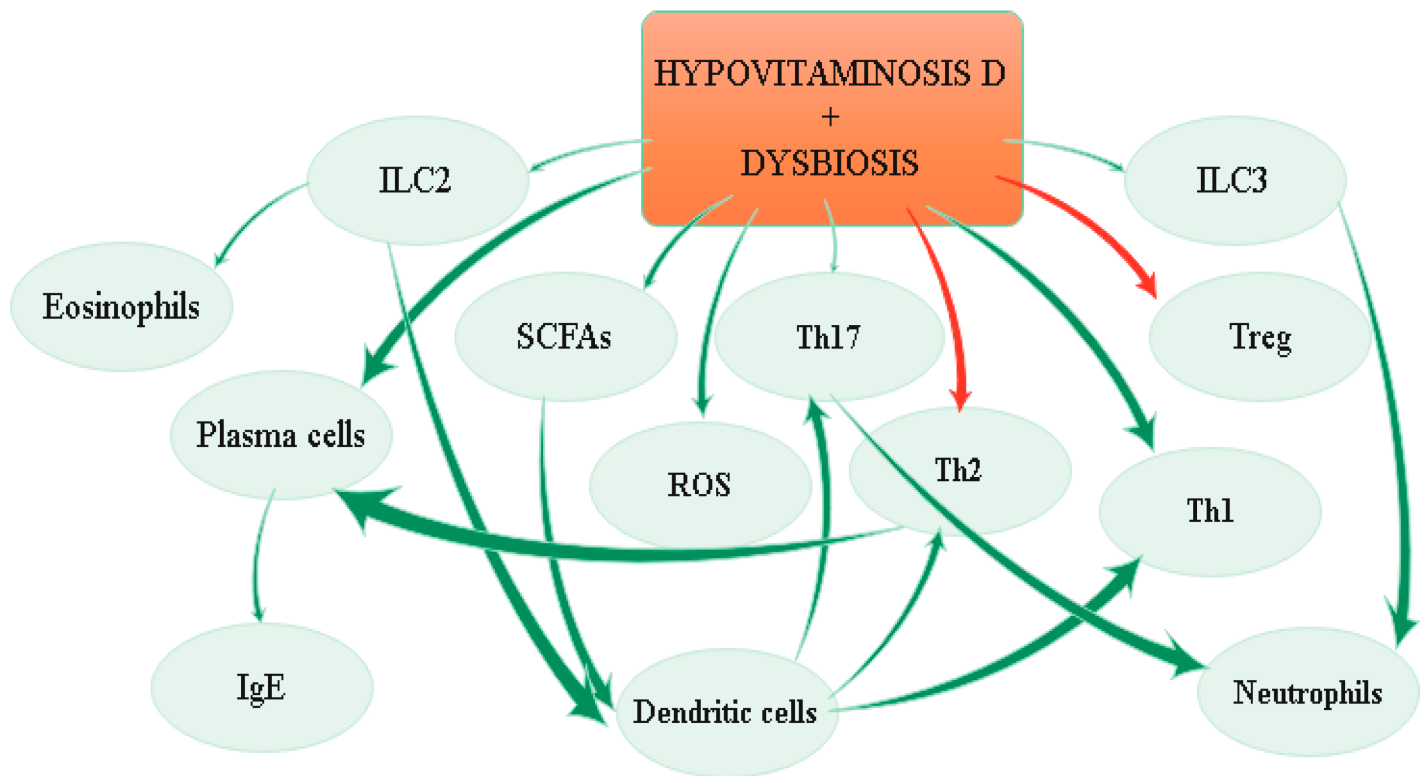 HYPOVITAMINOSIS D
+
DYSBIOSIS
ILC2
ILC3
Eosinophils
SCFAs
Th17
Treg
Plasma cells
ROS
Th2
Th1
IgE
Dendritic cells
Neutrophils